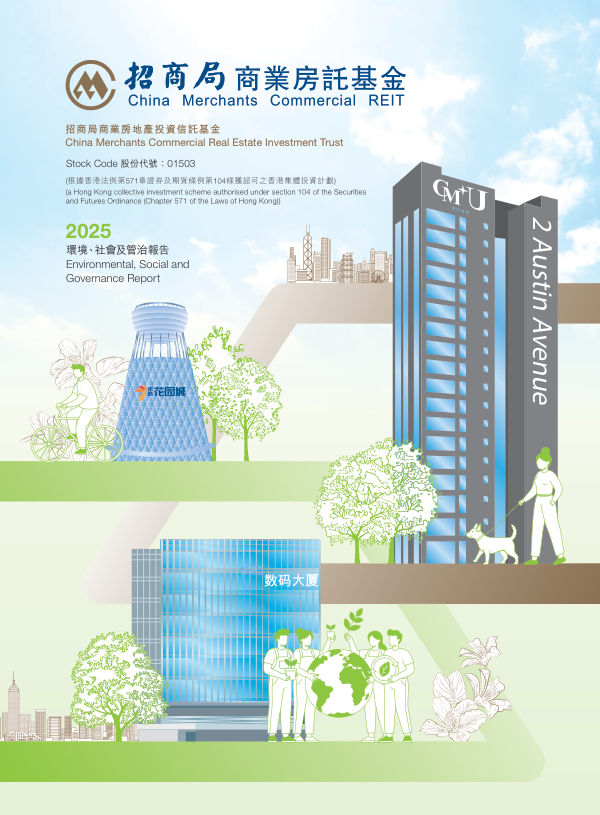 招商局 商業房託基金
China Merchants Commercial REIT
招商局商業房地產投資信託基金
China Merchants Commercial Real Estate Investment Trust
Stock Code 股份代號：01503
(根據香港法例第571章證券及期貨條例第104條獲認可之香港集體投資計劃)
(a Hong Kong collective investment scheme authorised under section 104 of the Securities
and Futures Ordinance (Chapter 571 of the Laws of Hong Kong))
2025
環境、社會及管治報告
Environmental, Social and
Governance Report
GM+U
2 Austin Avenue
花园城
数码大厦